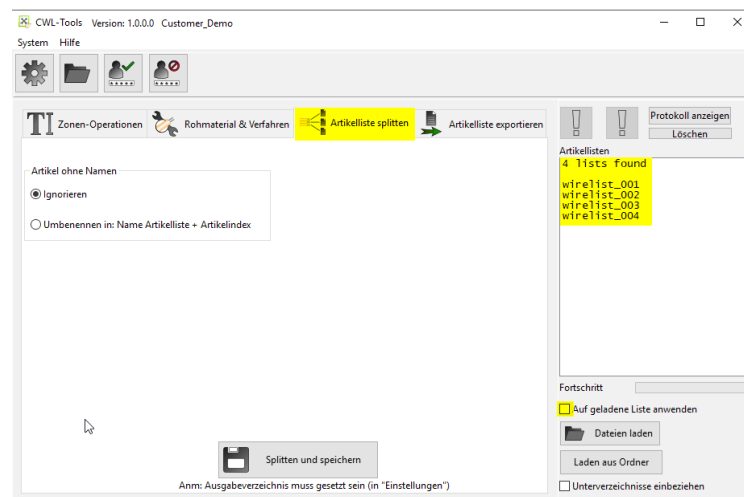 CWL-Tools Version: 1.0.0.0 Customer_Demo
System Hilfe
Zonen-Operationen
Rohmaterial & Verfahren
Artikelliste splitten
Artikelliste exportieren
Artikel ohne Namen
Ignorieren
Umbenennen in: Name Artikelliste + Artikelindex
Splitten und speichern
Anm: Ausgabeverzeichnis muss gesetzt sein (in "Einstellungen")
Protokoll anzeigen
Löschen
Artikellisten
4 lists found
wirelist_001
wirelist_002
wirelist_003
wirelist_004
Fortschritt
Auf geladene Liste anwenden
Dateien laden
Laden aus Ordner
Unterverzeichnisse einbeziehen